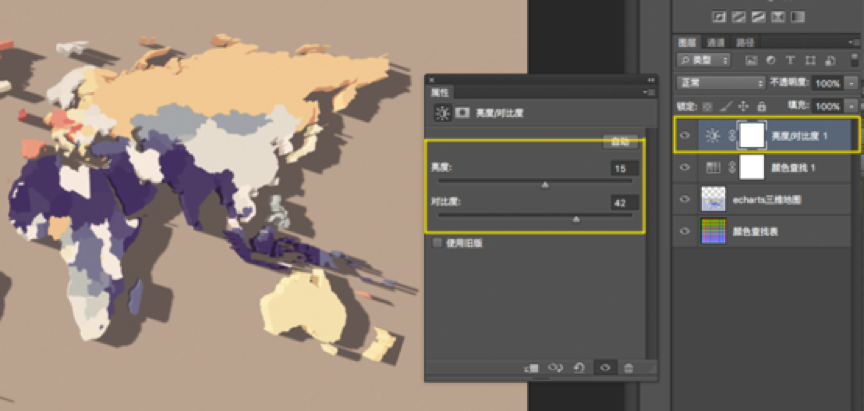 属性
亮度/对比度
自动
亮度:
15
对比度:
42
使用旧版
图层 通道 路径
类型
正常 不透明度: 100%
锁定: 填充: 100%
亮度/对比度 1
颜色查找 1
echarts三维地图
颜色查找表